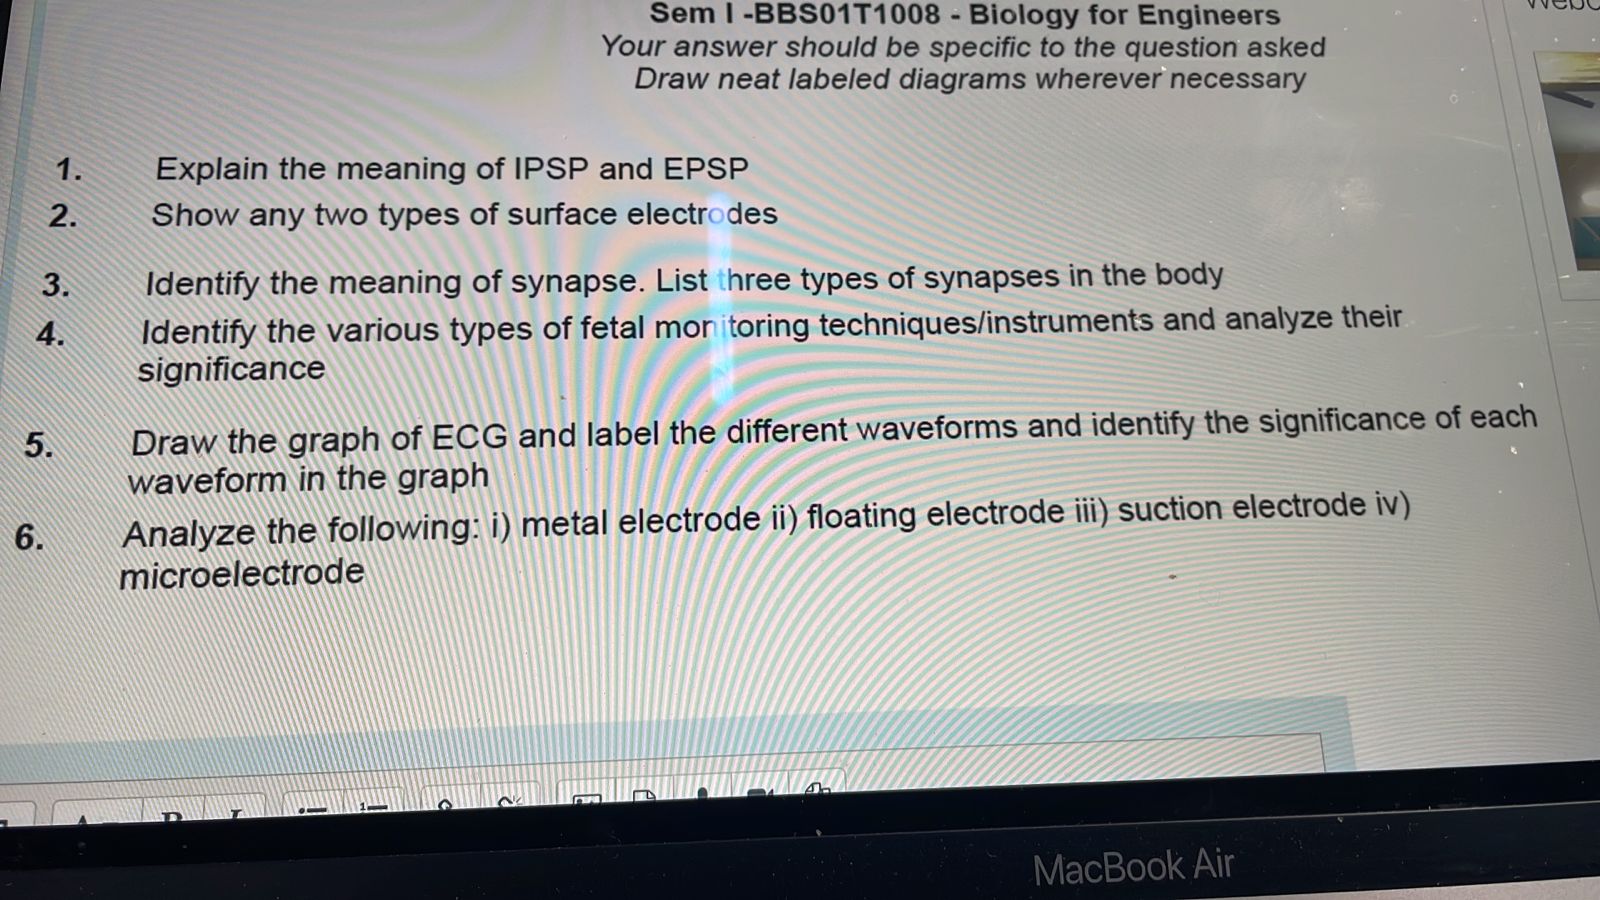 Sem I -BBS01T1008 - Biology for Engineers
Your answer should be specific to the question asked
Draw neat labeled diagrams wherever necessary
1. Explain the meaning of IPSP and EPSP
2. Show any two types of surface electrodes
3. Identify the meaning of synapse. List three types of synapses in the body
4. Identify the various types of fetal monitoring techniques/instruments and analyze their
significance
5. Draw the graph of ECG and label the different waveforms and identify the significance of each
waveform in the graph
6. Analyze the following: i) metal electrode ii) floating electrode iii) suction electrode iv)
microelectrode
MacBook Air